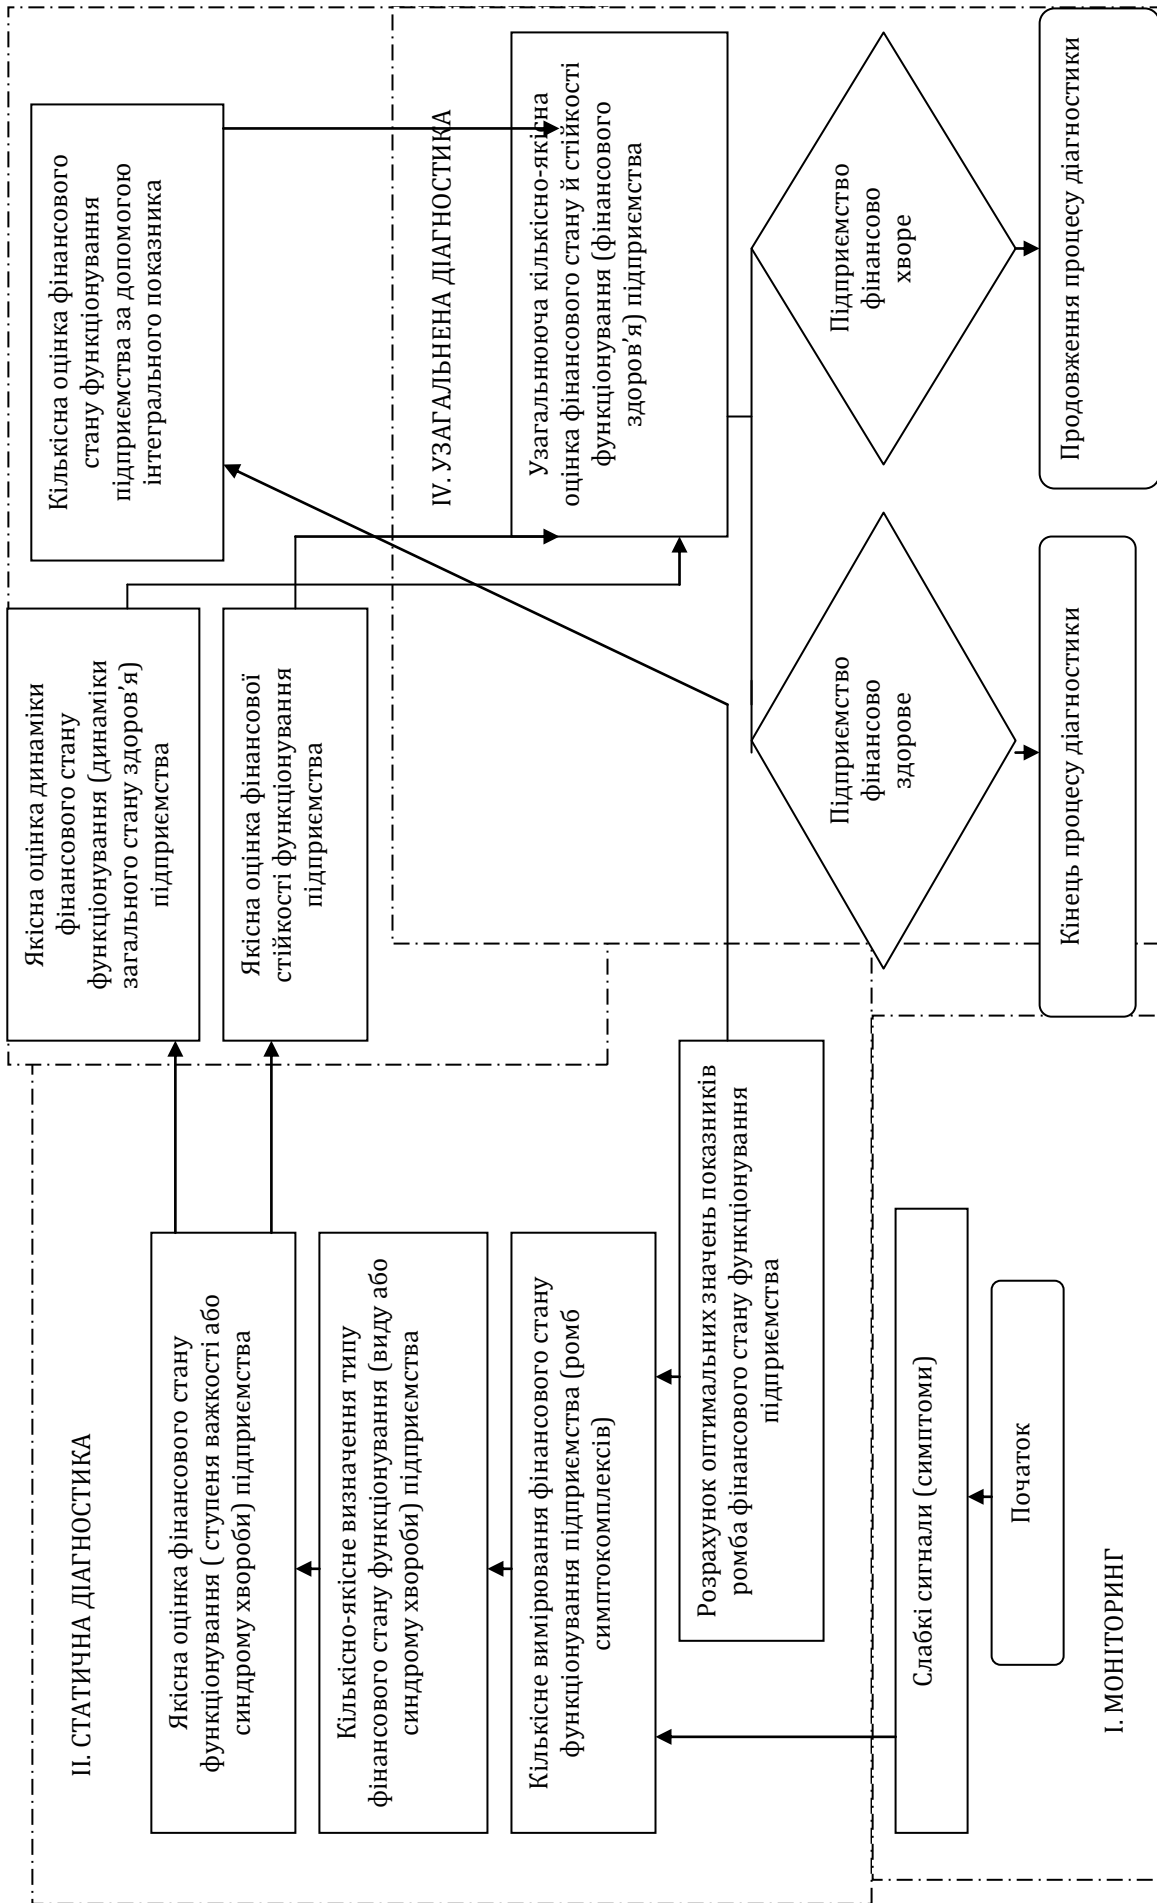 II. СТАТИЧНА ДІАГНОСТИКА
Якісна оцінка фінансового стану
функціонування ( ступеня важкості або
синдрому хвороби) підприємства
Кількісно-якісне визначення типу
фінансового стану функціонування (виду або
синдрому хвороби) підприємства
Кількісне вимірювання фінансового стану
функціонування підприємства (ромб
симптокомплексів)
Розрахунок оптимальних значень показників
ромба фінансового стану функціонування
підприємства
Слабкі сигнали (симптоми)
Початок
I. МОНІТОРИНГ
Якісна оцінка динаміки
фінансового стану
функціонування (динаміки
загального стану здоров’я)
підприємства
Якісна оцінка фінансової
стійкості функціонування
підприємства
Кількісна оцінка фінансового
стану функціонування
підприємства за допомогою
інтегрального показника
IV. УЗАГАЛЬНЕНА ДІАГНОСТИКА
Узагальнююча кількісно-якісна
оцінка фінансового стану й стійкості
функціонування (фінансового
здоров’я) підприємства
Підприємство
фінансово
здорове
Підприємство
фінансово
хворе
Кінець процесу діагностики
Продовження процесу діагностики